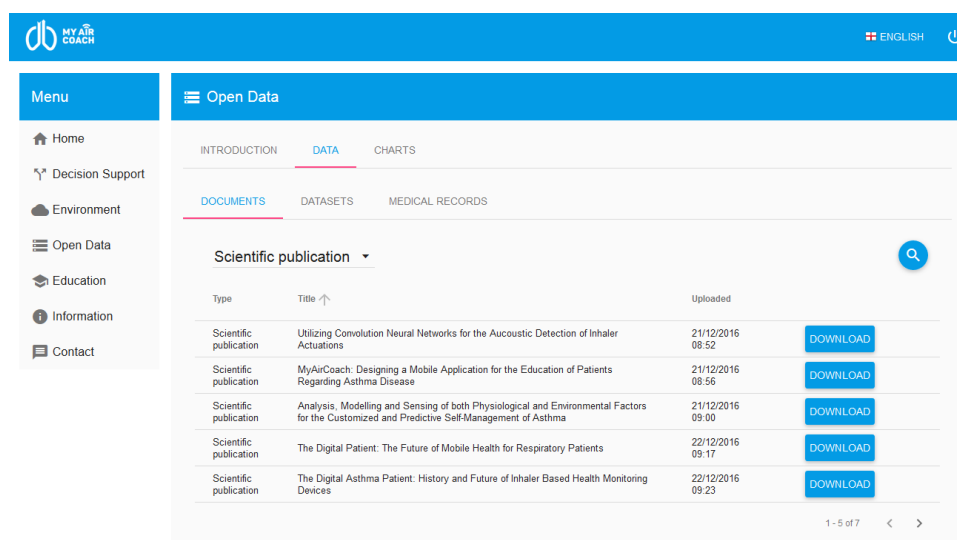 MY AIR
COACH
ENGLISH
Menu
Home
Decision Support
Environment
Open Data
Education
Information
Contact
Open Data
INTRODUCTION DATA CHARTS
DOCUMENTS DATASETS MEDICAL RECORDS
Scientific publication
Type Title Uploaded
Scientific publication
Utilizing Convolution Neural Networks for the Aucoustic Detection of Inhaler
Actuations
21/12/2016
08:52
DOWNLOAD
Scientific publication
MyAirCoach: Designing a Mobile Application for the Education of Patients
Regarding Asthma Disease
21/12/2016
08:56
DOWNLOAD
Scientific publication
Analysis, Modelling and Sensing of both Physiological and Environmental Factors
for the Customized and Predictive Self-Management of Asthma
21/12/2016
09:00
DOWNLOAD
Scientific publication
The Digital Patient: The Future of Mobile Health for Respiratory Patients
22/12/2016
09:17
DOWNLOAD
Scientific publication
The Digital Asthma Patient: History and Future of Inhaler Based Health Monitoring
Devices
22/12/2016
09:23
DOWNLOAD
1 - 5 of 7